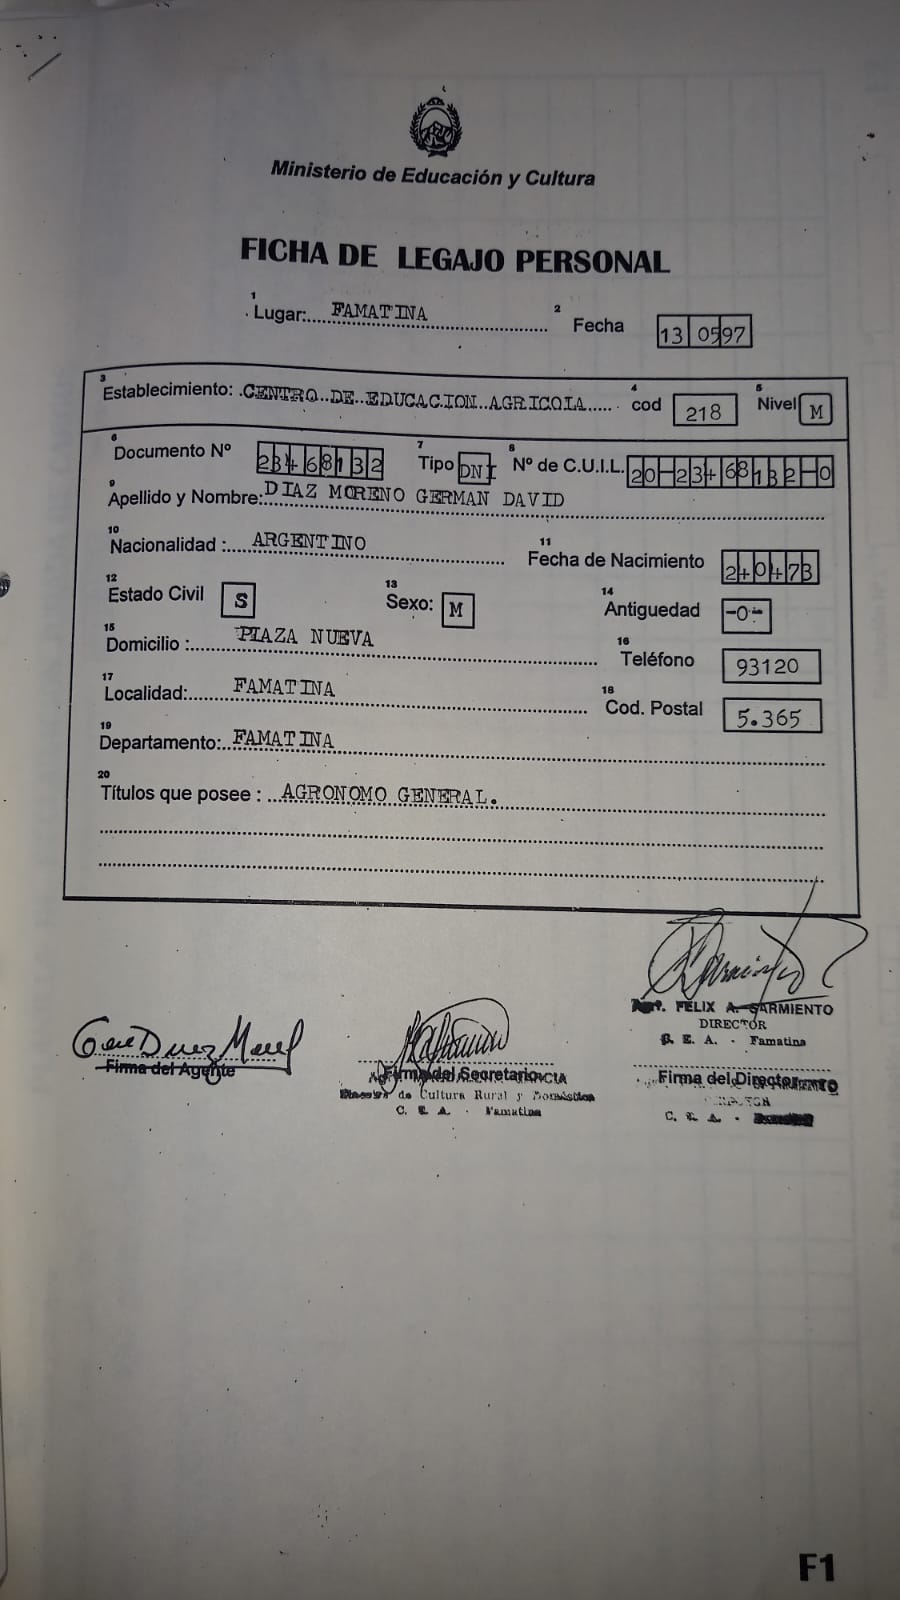 Ministerio de Educación y Cultura
FICHA DE LEGAJO PERSONAL
1 Lugar: FAMATINA 2 Fecha 13 05 97
3 Establecimiento: CENTRO DE EDUCACION AGRICOLA 4 cod 218 5 Nivel M
6 Documento Nº 23468132 7 Tipo DNI 8 Nº de C.U.I.L. 20-23468132-0
9 Apellido y Nombre: DIAZ MORENO GERMAN DAVID
10 Nacionalidad : ARGENTINO 11 Fecha de Nacimiento 240473
12 Estado Civil S 13 Sexo: M 14 Antiguedad -0-
15 Domicilio : PLAZA NUEVA 16 Teléfono 93120
17 Localidad: FAMATINA 18 Cod. Postal 5.365
19 Departamento: FAMATINA
20 Títulos que posee : AGRONOMO GENERAL.
FELIX A. SARMIENTO
DIRECTOR
C. E. A. - Famatina
Firma del Agente
Firma del Secretario
de Cultura Rural y Doméstica
C. E. A. - Famatina
Firma del Director
C. E. A. -
F1